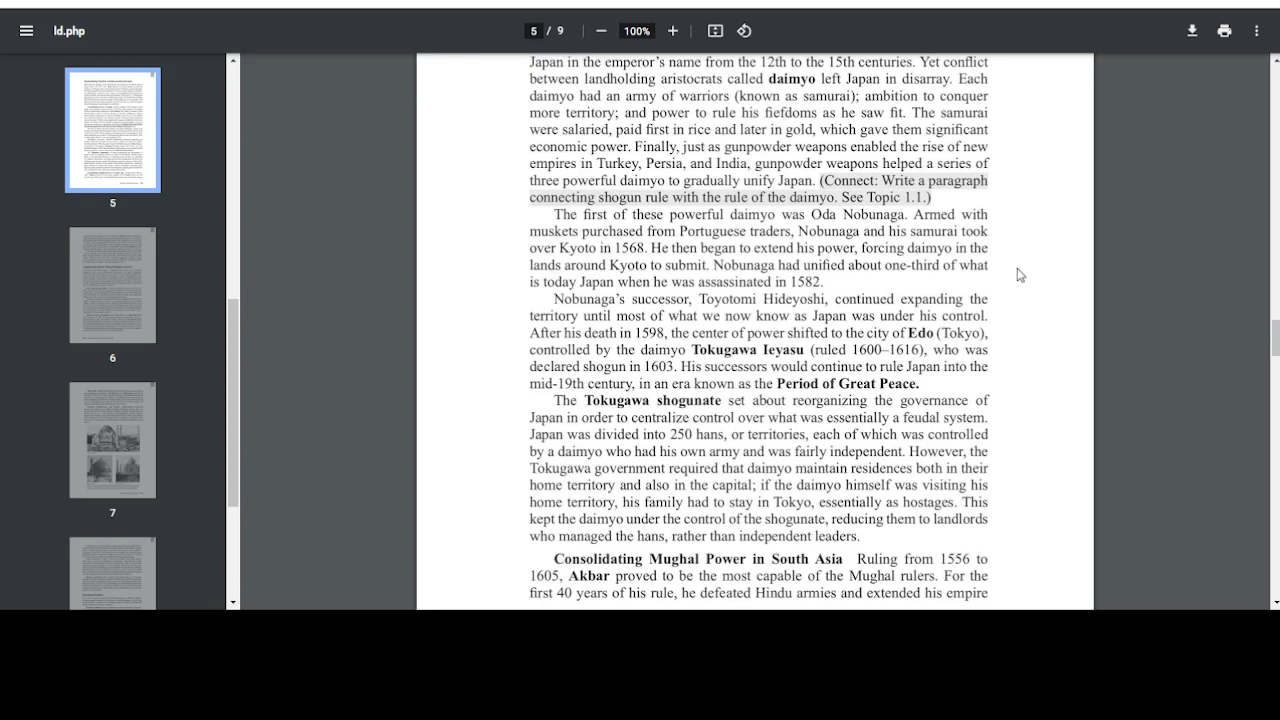 ld.php
5 / 9
100%
Japan in the emperor's name from the 12th to the 15th centuries. Yet conflict
between landholding aristocrats called daimyo left Japan in disarray. Each
daimyo had an army of warriors (known as samurai); ambition to conquer
more territory; and power to rule his fiefdoms as he saw fit. The samurai
were salaried, paid first in rice and later in gold, which gave them significant
economic power. Finally, just as gunpowder weapons enabled the rise of new
empires in Turkey, Persia, and India, gunpowder weapons helped a series of
three powerful daimyo to gradually unify Japan. (Connect: Write a paragraph
connecting shogun rule with the rule of the daimyo. See Topic 1.1.)
The first of these powerful daimyo was Oda Nobunaga. Armed with
muskets purchased from Portuguese traders, Nobunaga and his samurai took
over Kyoto in 1568. He then began to extend his power, forcing daimyo in the
lands around Kyoto to submit. Nobunaga had unified about one-third of what
is today Japan when he was assassinated in 1582.
Nobunaga's successor, Toyotomi Hideyoshi, continued expanding the
territory until most of what we now know as Japan was under his control.
After his death in 1598, the center of power shifted to the city of Edo (Tokyo),
controlled by the daimyo Tokugawa Ieyasu (ruled 1600–1616), who was
declared shogun in 1603. His successors would continue to rule Japan into the
mid-19th century, in an era known as the Period of Great Peace.
The Tokugawa shogunate set about reorganizing the governance of
Japan in order to centralize control over what was essentially a feudal system.
Japan was divided into 250 hans, or territories, each of which was controlled
by a daimyo who had his own army and was fairly independent. However, the
Tokugawa government required that daimyo maintain residences both in their
home territory and also in the capital; if the daimyo himself was visiting his
home territory, his family had to stay in Tokyo, essentially as hostages. This
kept the daimyo under the control of the shogunate, reducing them to landlords
who managed the hans, rather than independent leaders.
Consolidating Mughal Power in South Asia Ruling from 1556 to
1605, Akbar proved to be the most capable of the Mughal rulers. For the
first 40 years of his rule, he defeated Hindu armies and extended his empire
5
6
7